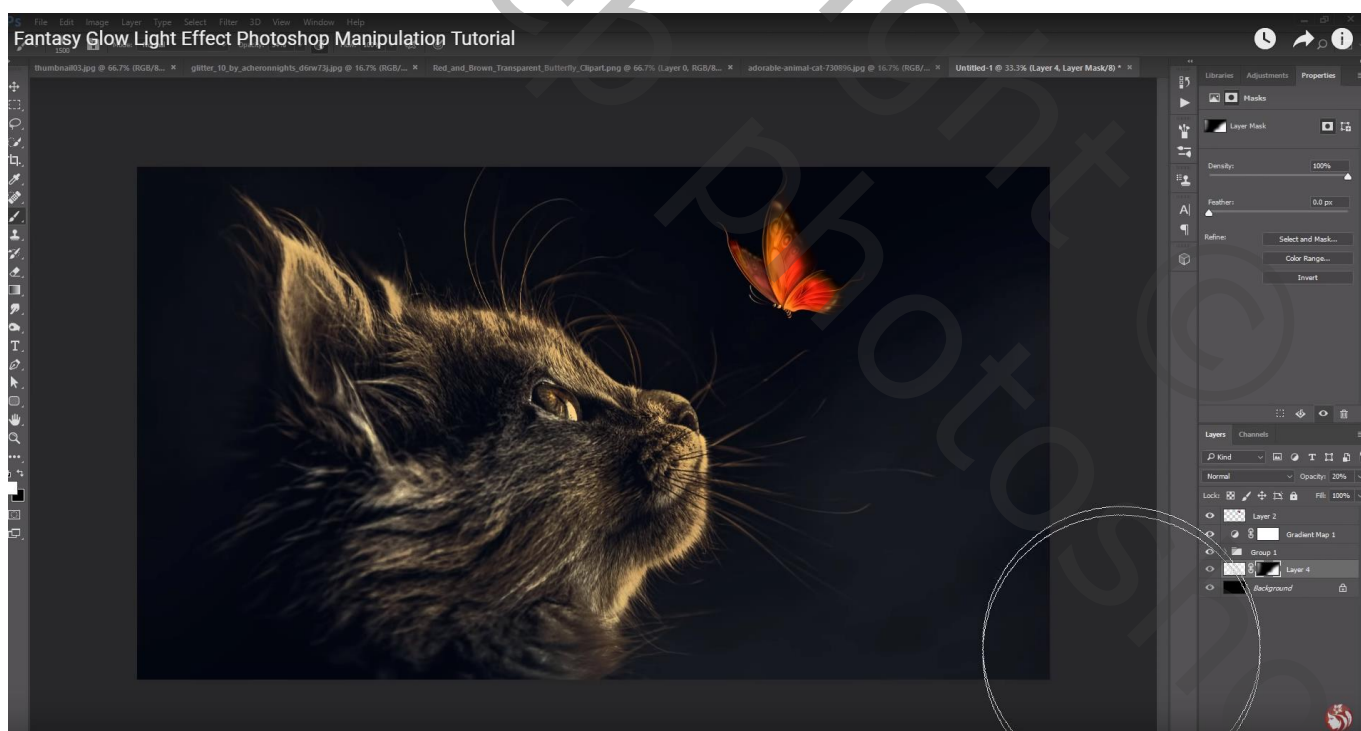 Ps File Edit Image Layer Type Select Filter 3D View Window Help
Fantasy Glow Light Effect Photoshop Manipulation Tutorial
1500
thumbnail03.jpg @ 66.7% (RGB/8... × glitter_10_by_acheronnights_d6rw73j.jpg @ 16.7% (RGB/... × Red_and_Brown_Transparent_Butterfly_Clipart.png @ 66.7% (Layer 0, RGB/8... × adorable-animal-cat-730896.jpg @ 16.7% (RGB/... × Untitled-1 @ 33.3% (Layer 4, Layer Mask/8) * ×
Libraries Adjustments Properties
Masks
Layer Mask
Density: 100%
Feather: 0.0 px
Refine: Select and Mask...
Color Range...
Invert
Layers Channels
Kind
Normal Opacity: 20%
Lock: Fill: 100%
Layer 2
Gradient Map 1
Group 1
Layer 4
Background